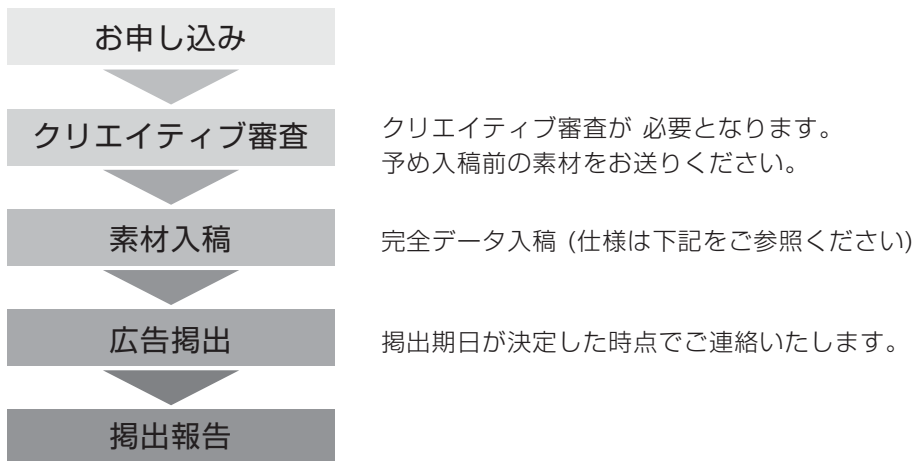 お申し込み
クリエイティブ審査
クリエイティブ審査が 必要となります。
予め入稿前の素材をお送りください。
素材入稿
完全データ入稿 (仕様は下記をご参照ください)
広告掲出
掲出期日が決定した時点でご連絡いたします。
掲出報告